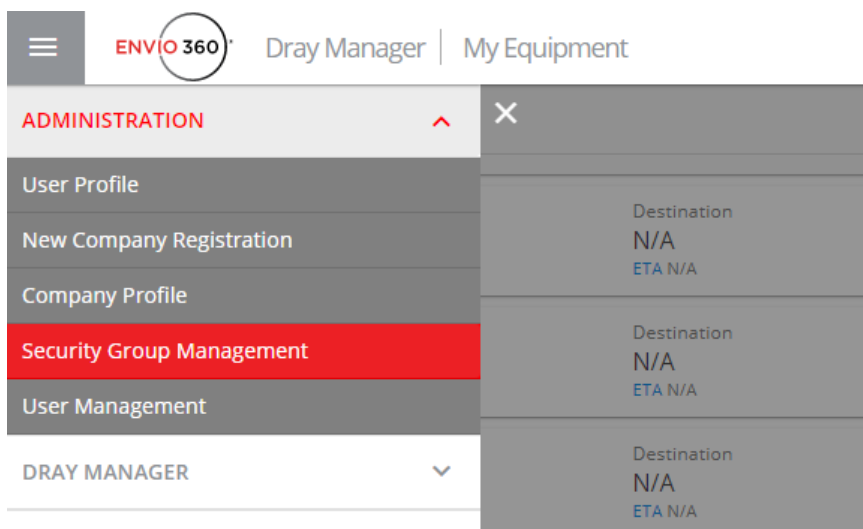 ENVIO 360
Dray Manager | My Equipment
ADMINISTRATION
User Profile
New Company Registration
Company Profile
Security Group Management
User Management
DRAY MANAGER
Destination
N/A
ETA N/A
Destination
N/A
ETA N/A
Destination
N/A
ETA N/A